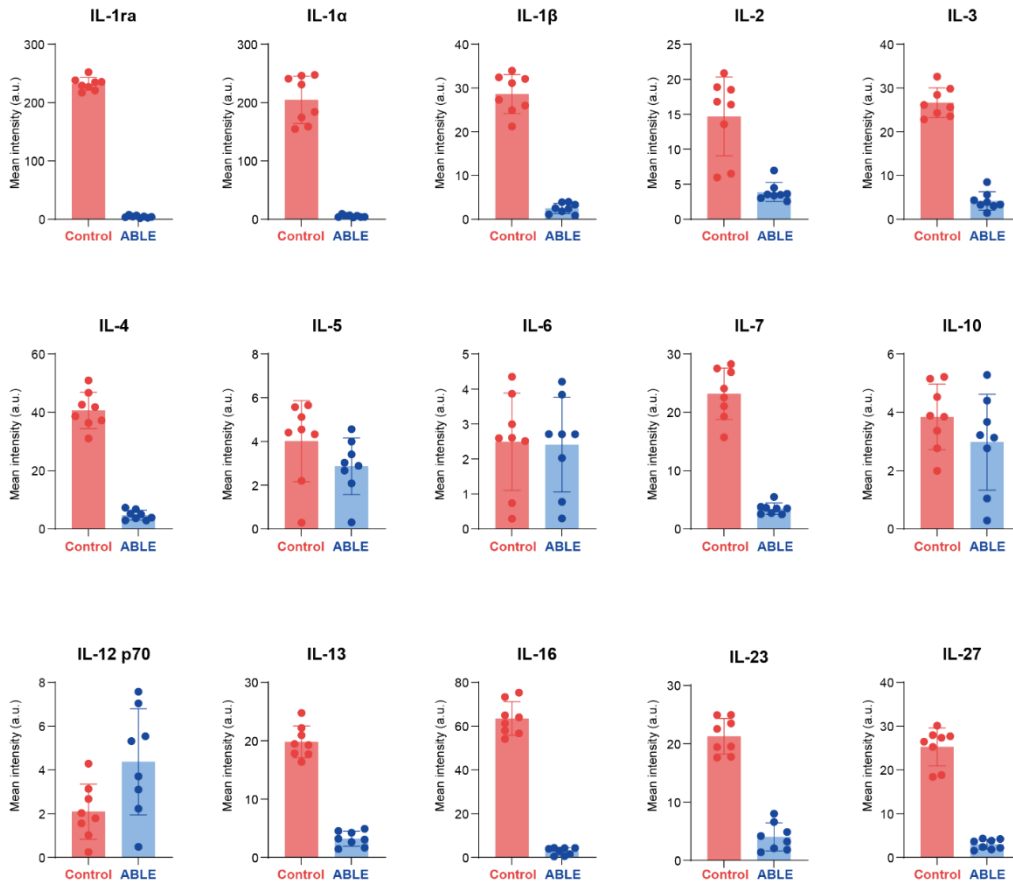 IL-1ra
Mean intensity (a.u.)
300
200
100
0
Control ABLE
IL-1α
Mean intensity (a.u.)
300
200
100
0
Control ABLE
IL-1β
Mean intensity (a.u.)
40
30
20
10
0
Control ABLE
IL-2
Mean intensity (a.u.)
25
20
15
10
5
0
Control ABLE
IL-3
Mean intensity (a.u.)
40
30
20
10
0
Control ABLE
IL-4
Mean intensity (a.u.)
60
40
20
0
Control ABLE
IL-5
Mean intensity (a.u.)
8
6
4
2
0
Control ABLE
IL-6
Mean intensity (a.u.)
5
4
3
2
1
0
Control ABLE
IL-7
Mean intensity (a.u.)
30
20
10
0
Control ABLE
IL-10
Mean intensity (a.u.)
6
4
2
0
Control ABLE
IL-12 p70
Mean intensity (a.u.)
8
6
4
2
0
Control ABLE
IL-13
Mean intensity (a.u.)
30
20
10
0
Control ABLE
IL-16
Mean intensity (a.u.)
80
60
40
20
0
Control ABLE
IL-23
Mean intensity (a.u.)
30
20
10
0
Control ABLE
IL-27
Mean intensity (a.u.)
40
30
20
10
0
Control ABLE